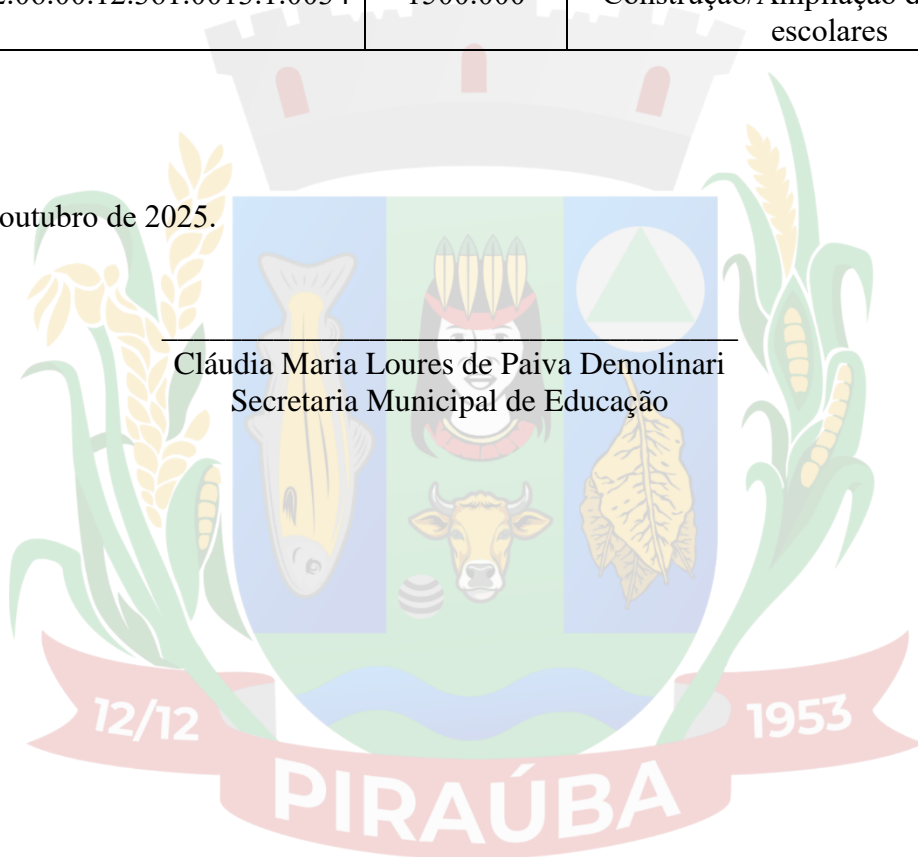 escolares
outubro de 2025.
Cláudia Maria Loures de Paiva Demolinari
Secretaria Municipal de Educação
12/12
1953
PIRAÚBA